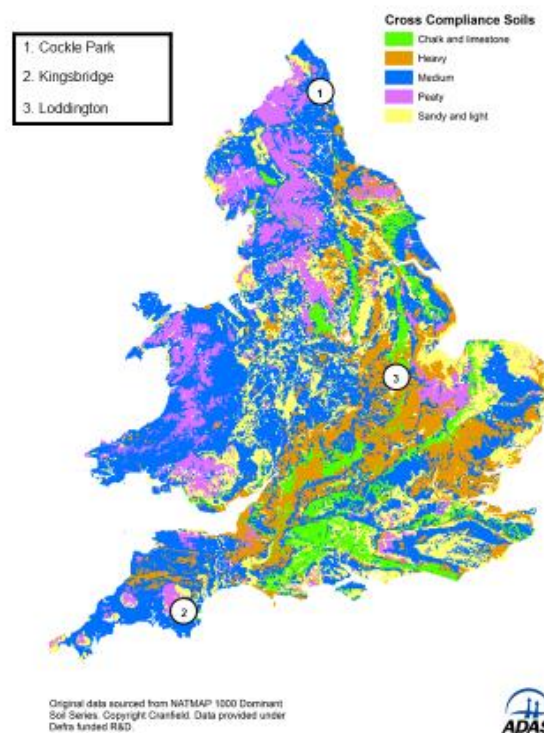 1. Cockle Park
2. Kingsbridge
3. Loddington
Cross Compliance Soils
Chalk and limestone
Heavy
Medium
Peaty
Sandy and light
1
3
2
Original data sourced from NATMAP 1000 Dominant
Soil Series. Copyright Cranfield. Data provided under
Defra funded R&D.
ADAS